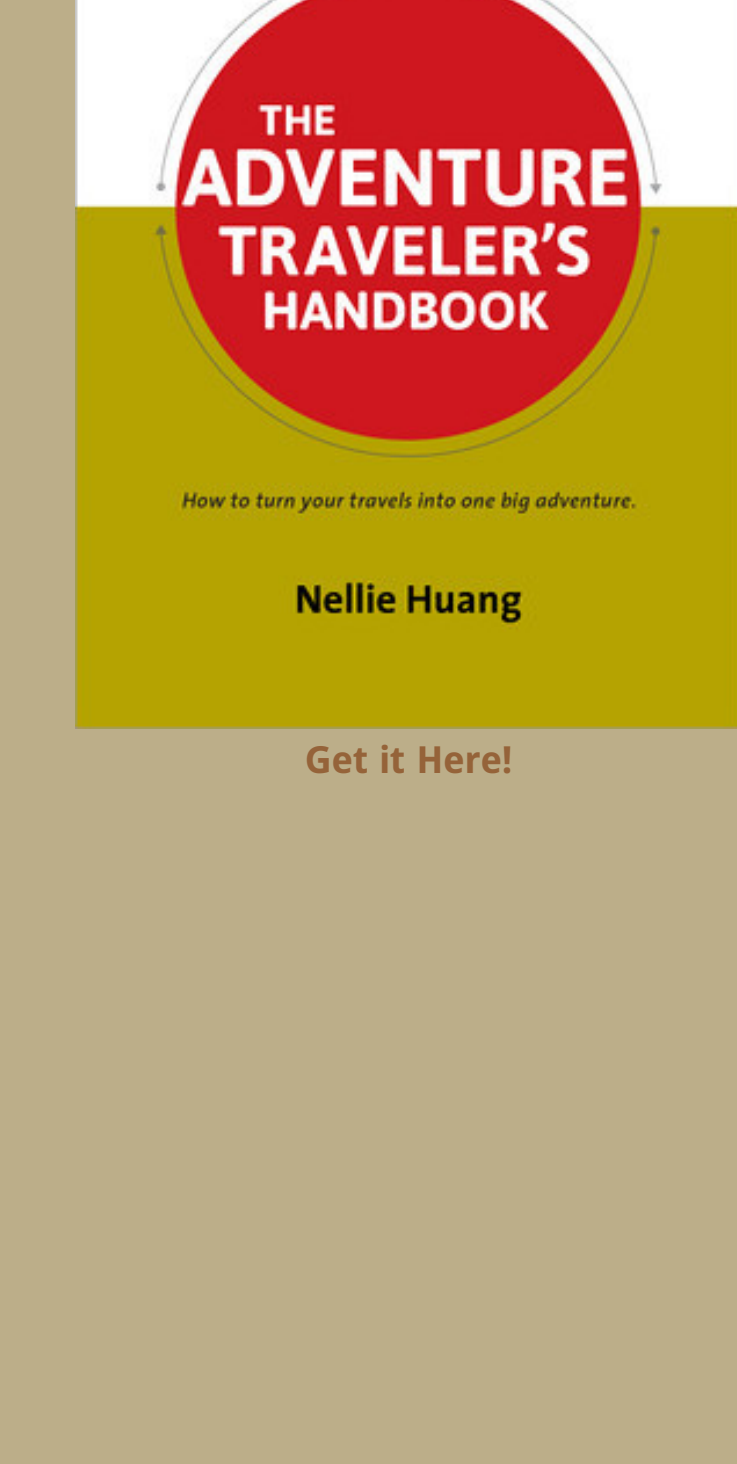 THE
ADVENTURE
TRAVELER'S
HANDBOOK
How to turn your travels into one big adventure.
Nellie Huang
Get it Here!